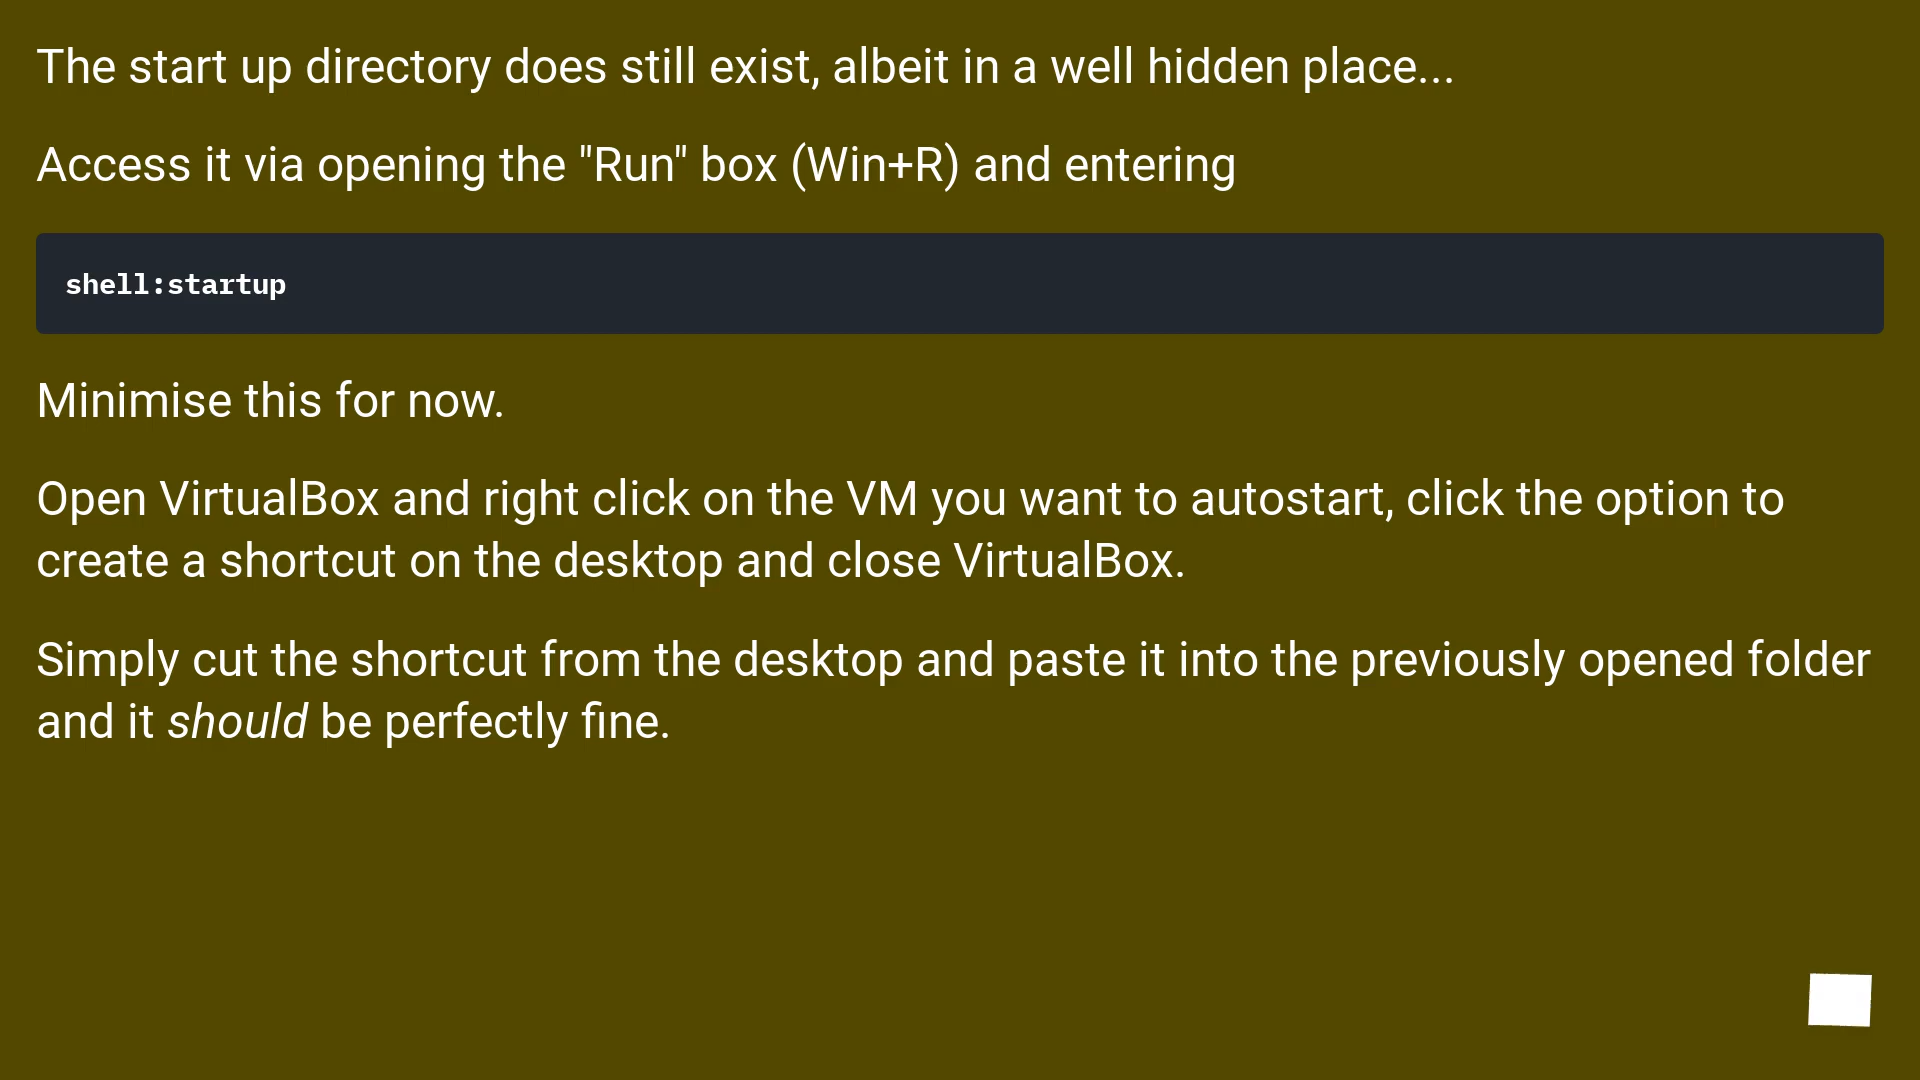 The start up directory does still exist, albeit in a well hidden place...
Access it via opening the "Run" box (Win+R) and entering
shell:startup
Minimise this for now.
Open VirtualBox and right click on the VM you want to autostart, click the option to
create a shortcut on the desktop and close VirtualBox.
Simply cut the shortcut from the desktop and paste it into the previously opened folder
and it should be perfectly fine.